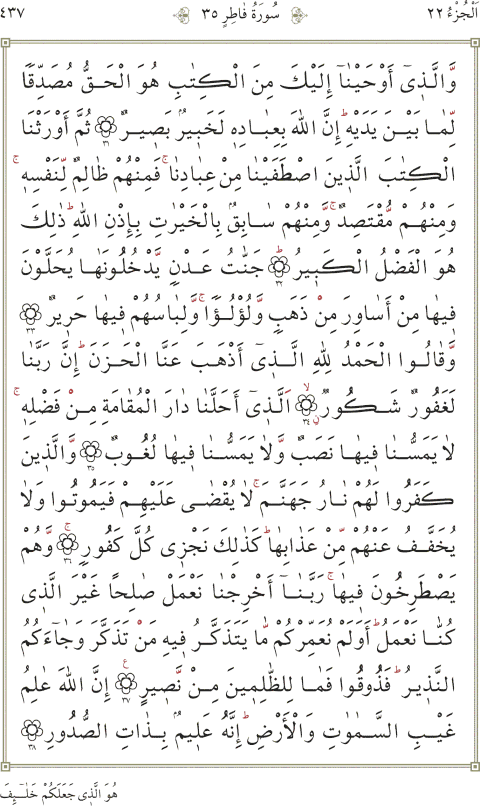 اَلْجُزْءُ ٢٢ سُورَةُ فَاطِرٍ ٣٥ ٤٣٧
وَّالَّذِيٓ أَوْحَيْنَآ إِلَيْكَ مِنَ الْكِتٰبِ هُوَ الْحَقُّ مُصَدِّقًا
لِّمَا بَيْنَ يَدَيْهِ ۗ إِنَّ اللّٰهَ بِعِبَادِهٖ لَخَبِيرٌۢ بَصِيرٌ ٣١ ثُمَّ أَوْرَثْنَا
الْكِتٰبَ الَّذِينَ اصْطَفَيْنَا مِنْ عِبَادِنَا ۚ فَمِنْهُمْ ظَالِمٌ لِّنَفْسِهٖ ۚ
وَمِنْهُمْ مُّقْتَصِدٌ ۚ وَّمِنْهُمْ سَابِقٌۢ بِالْخَيْرٰتِ بِإِذْنِ اللّٰهِ ۗ ذٰلِكَ
هُوَ الْفَضْلُ الْكَبِيرُ ۗ ٣٢ جَنّٰتُ عَدْنٍ يَّدْخُلُونَهَا يُحَلَّوْنَ
فِيهَا مِنْ أَسَاوِرَ مِنْ ذَهَبٍ وَّلُؤْلُؤًا ۚ وَّلِبَاسُهُمْ فِيهَا حَرِيرٌ ٣٣
وَّقَالُوا الْحَمْدُ لِلّٰهِ الَّذِيٓ أَذْهَبَ عَنَّا الْحَزَنَ ۗ إِنَّ رَبَّنَا
لَغَفُورٌ شَكُورٌ ۙ ٣٤ اَلَّذِيٓ أَحَلَّنَا دَارَ الْمُقَامَةِ مِنْ فَضْلِهٖ ۚ
لَا يَمَسُّنَا فِيهَا نَصَبٌ وَّلَا يَمَسُّنَا فِيهَا لُغُوبٌ ٣٥ وَّالَّذِينَ
كَفَرُوا لَهُمْ نَارُ جَهَنَّمَ ۚ لَا يُقْضٰى عَلَيْهِمْ فَيَمُوتُوا وَلَا
يُخَفَّفُ عَنْهُمْ مِّنْ عَذَابِهَا ۗ كَذٰلِكَ نَجْزِي كُلَّ كَفُورٍ ۚ ٣٦ وَّهُمْ
يَصْطَرِخُونَ فِيهَا ۚ رَبَّنَآ أَخْرِجْنَا نَعْمَلْ صَالِحًا غَيْرَ الَّذِي
كُنَّا نَعْمَلُ ۗ أَوَلَمْ نُعَمِّرْكُمْ مَّا يَتَذَكَّرُ فِيهِ مَنْ تَذَكَّرَ وَجَآءَكُمُ
النَّذِيرُ ۗ فَذُوقُوا فَمَا لِلظّٰلِمِينَ مِنْ نَّصِيرٍ ٣٧ إِنَّ اللّٰهَ عٰلِمُ
غَيْبِ السَّمٰوٰتِ وَالْأَرْضِ ۗ إِنَّهٗ عَلِيمٌۢ بِذَاتِ الصُّدُورِ ٣٨
هُوَ الَّذِي جَعَلَكُمْ خَلٰٓئِفَ